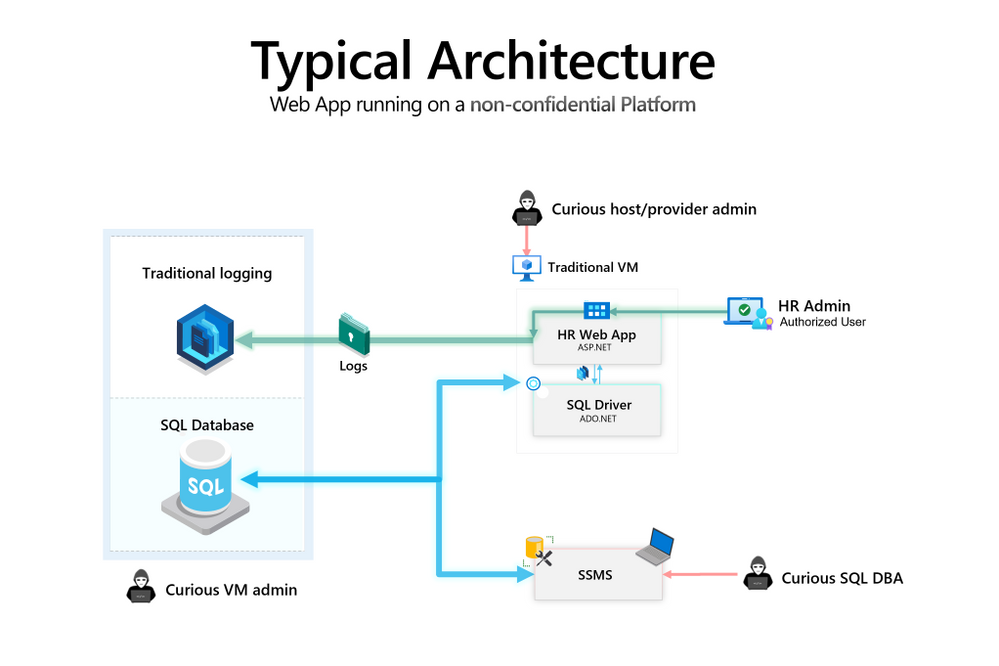 Typical Architecture
Web App running on a non-confidential Platform
Curious host/provider admin
Traditional VM
Traditional logging
HR Admin
Authorized User
HR Web App
ASP.NET
Logs
SQL Driver
ADO.NET
SQL Database
SQL
SSMS
Curious SQL DBA
Curious VM admin